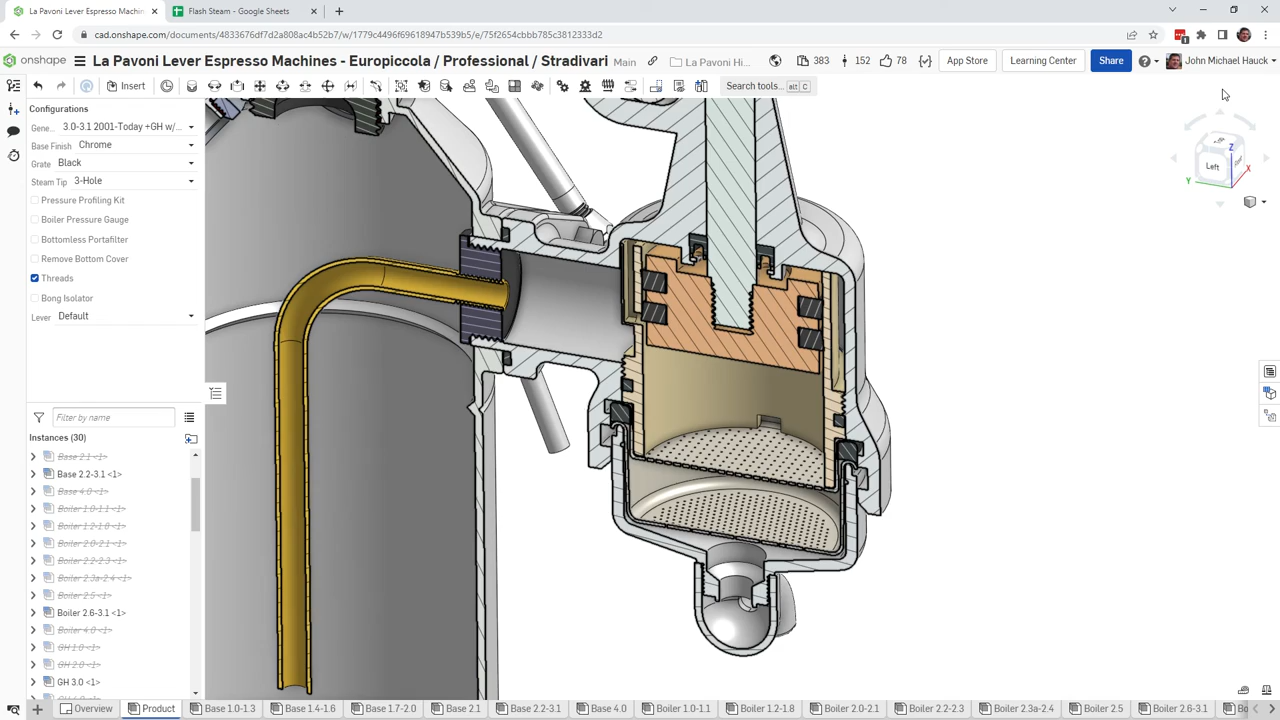 La Pavoni Lever Espresso Machin
Flash Steam - Google Sheets
cad.onshape.com/documents/4833676df7d2a808ac4b5b17/w/1779c4496f69618947b539b5/e/75f2654cbbb785c3812333d2
onshape
La Pavoni Lever Espresso Machines - Europiccola / Professional / Stradivari
Main
La Pavoni Hi...
383
152
78
App Store
Learning Center
Share
John Michael Hauck
1
Insert
Search tools...
alt
C
Configurations
Gene...
3.0-3.1 2001-Today +GH w/...
Base Finish
Chrome
Grate
Black
Steam Tip
3-Hole
Pressure Profiling Kit
Boiler Pressure Gauge
Bottomless Portafilter
Remove Bottom Cover
Threads
Bong Isolator
Lever
Default
Filter by name
Instances (30)
Base 2.1 <1>
Base 2.2-3.1 <1>
Base 4.0 <1>
Boiler 1.0-1.1 <1>
Boiler 1.2-1.8 <1>
Boiler 2.0-2.1 <1>
Boiler 2.2-2.3 <1>
Boiler 2.3a-2.4 <1>
Boiler 2.5 <1>
Boiler 2.6-3.1 <1>
Boiler 4.0 <1>
GH 1.0 <1>
GH 2.0 <1>
GH 3.0 <1>
Z
Left
X
Y
Overview
Product
Base 1.0-1.3
Base 1.4-1.6
Base 1.7-2.0
Base 2.1
Base 2.2-3.1
Base 4.0
Boiler 1.0-1.1
Boiler 1.2-1.8
Boiler 2.0-2.1
Boiler 2.2-2.3
Boiler 2.3a-2.4
Boiler 2.5
Boiler 2.6-3.1
Bo